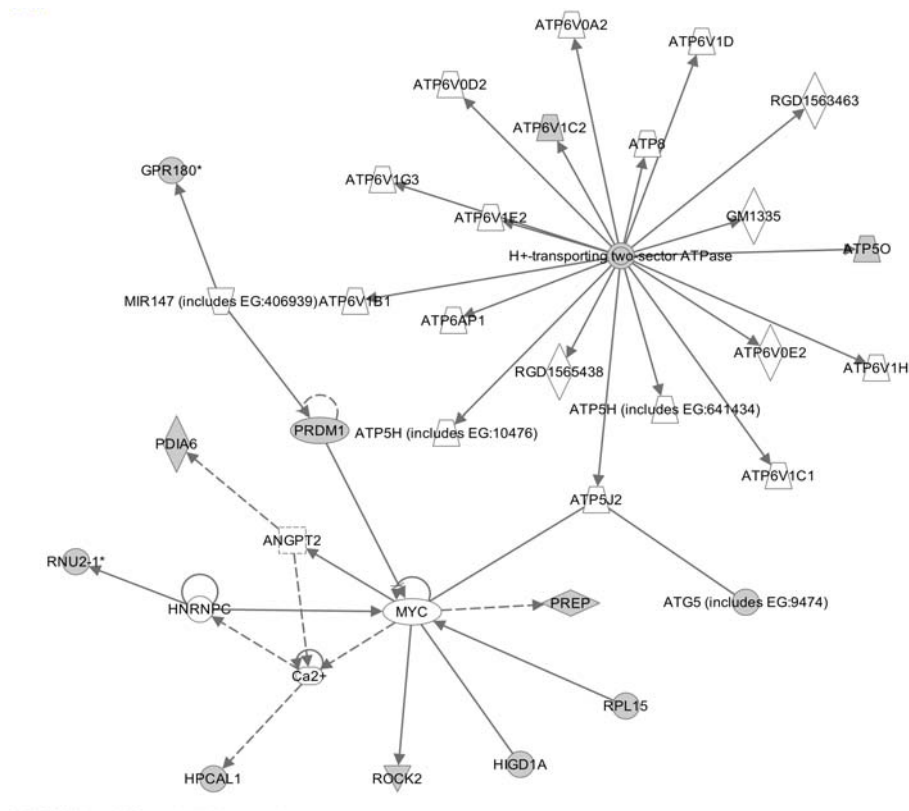 ATP6V0A2
ATP6V1D
ATP6V0D2
RGD1563463
ATP6V1C2
ATP8
GPR180*
ATP6V1G3
ATP6V1E2
GM1335
ATP5O
H+-transporting two-sector ATPase
MIR147 (includes EG:406939)
ATP6V1B1
ATP6AP1
ATP6V0E2
ATP6V1H
RGD1565438
ATP5H (includes EG:641434)
PRDM1
ATP5H (includes EG:10476)
PDIA6
ATP6V1C1
ATP5J2
ANGPT2
RNU2-1*
HNRNPC
MYC
PREP
ATG5 (includes EG:9474)
Ca2+
RPL15
HPCAL1
ROCK2
HIGD1A